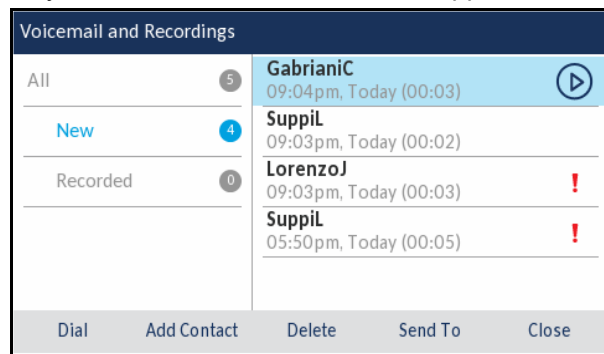 Voicemail and Recordings
All 5
New 4
Recorded 0
GabrianiC
09:04pm, Today (00:03)
SuppiL
09:03pm, Today (00:02)
LorenzoJ
09:03pm, Today (00:03)
!
SuppiL
05:50pm, Today (00:05)
!
Dial Add Contact Delete Send To Close